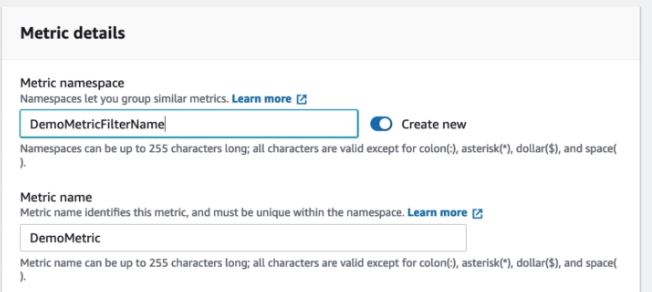 Metric details
Metric namespace
Namespaces let you group similar metrics. Learn more
DemoMetricFilterName
Create new
Namespaces can be up to 255 characters long; all characters are valid except for colon(:), asterisk(*), dollar($), and space(
).
Metric name
Metric name identifies this metric, and must be unique within the namespace. Learn more
DemoMetric
Metric name can be up to 255 characters long; all characters are valid except for colon(:), asterisk(*), dollar($), and space(
).